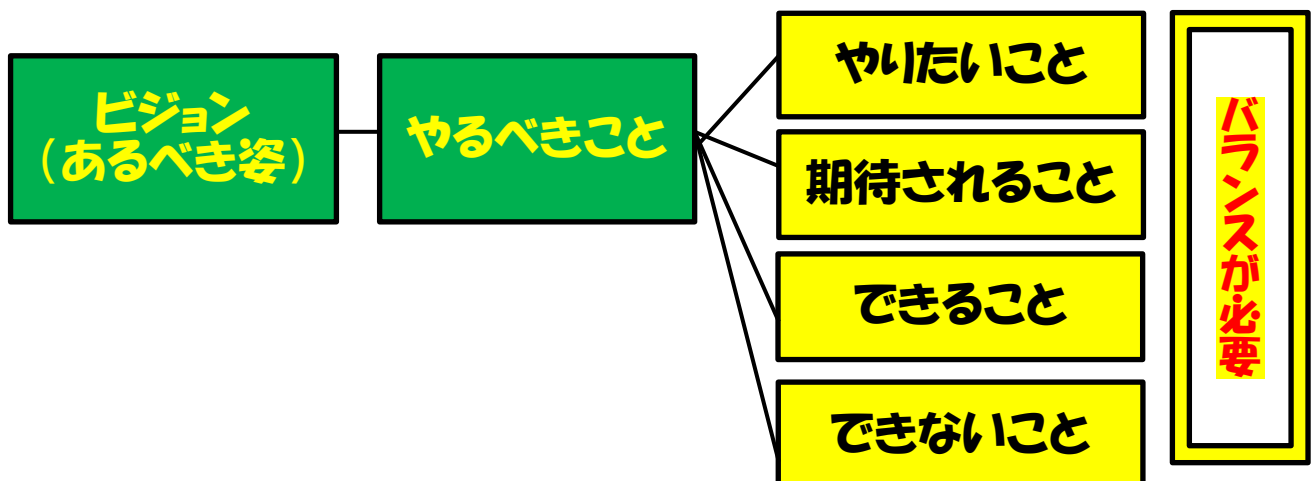 ビジョン
（あるべき姿）
やるべきこと
やりたいこと
期待されること
できること
できないこと
バランスが必要